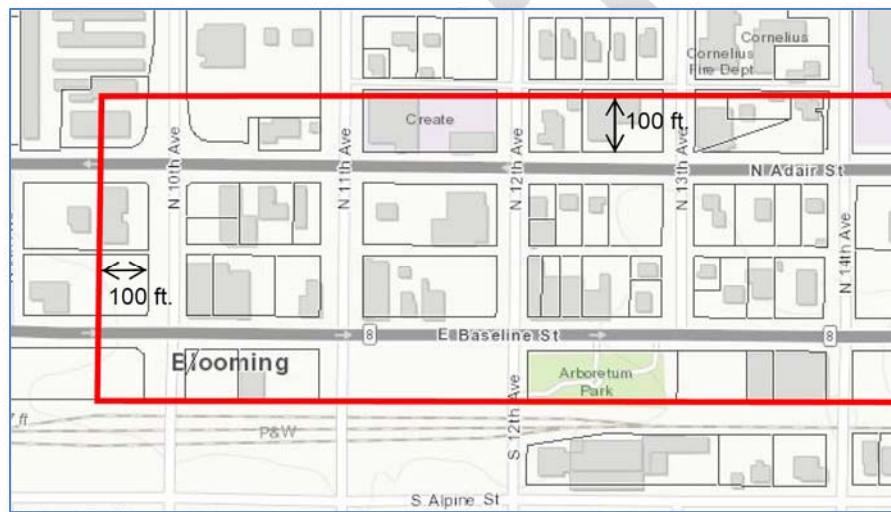 Cornelius
Cornelius
Fire Dept
Create
100 ft.
N Adair St
N 10th Ave
N 11th Ave
N 12th Ave
N 13th Ave
N 14th Ave
100 ft.
8
E Baseline St
8
Blooming
Arboretum
Park
ft
P&W
S 12th Ave
S Alpine St